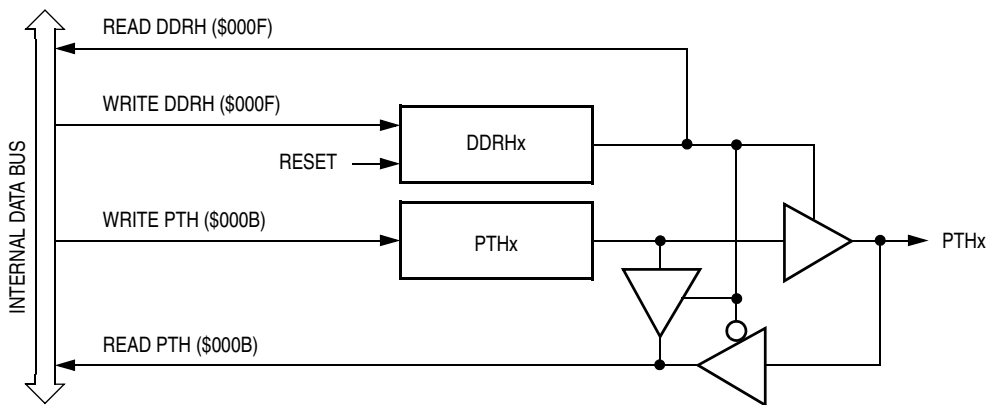 READ DDRH ($000F)
WRITE DDRH ($000F)
DDRHx
RESET
INTERNAL DATA BUS
WRITE PTH ($000B)
PTHx
PTHx
READ PTH ($000B)